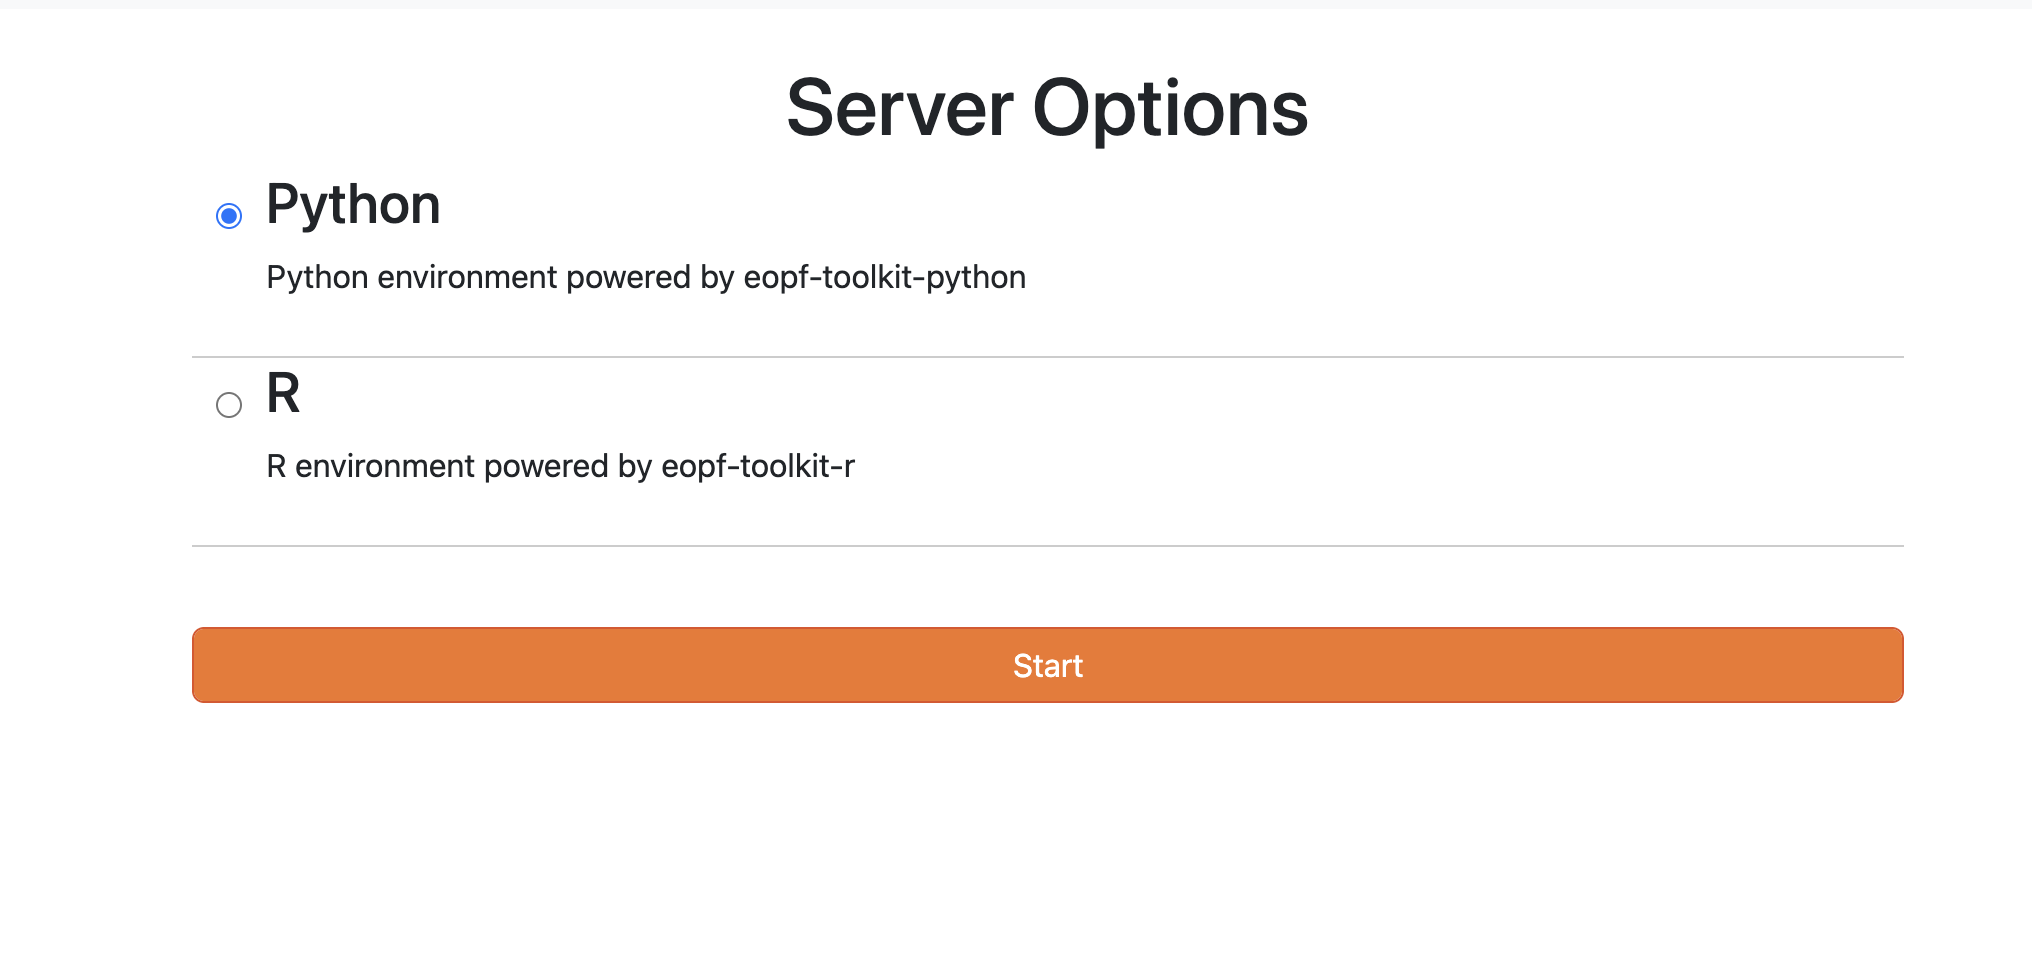 Server Options
Python
Python environment powered by eopf-toolkit-python
R
R environment powered by eopf-toolkit-r
Start